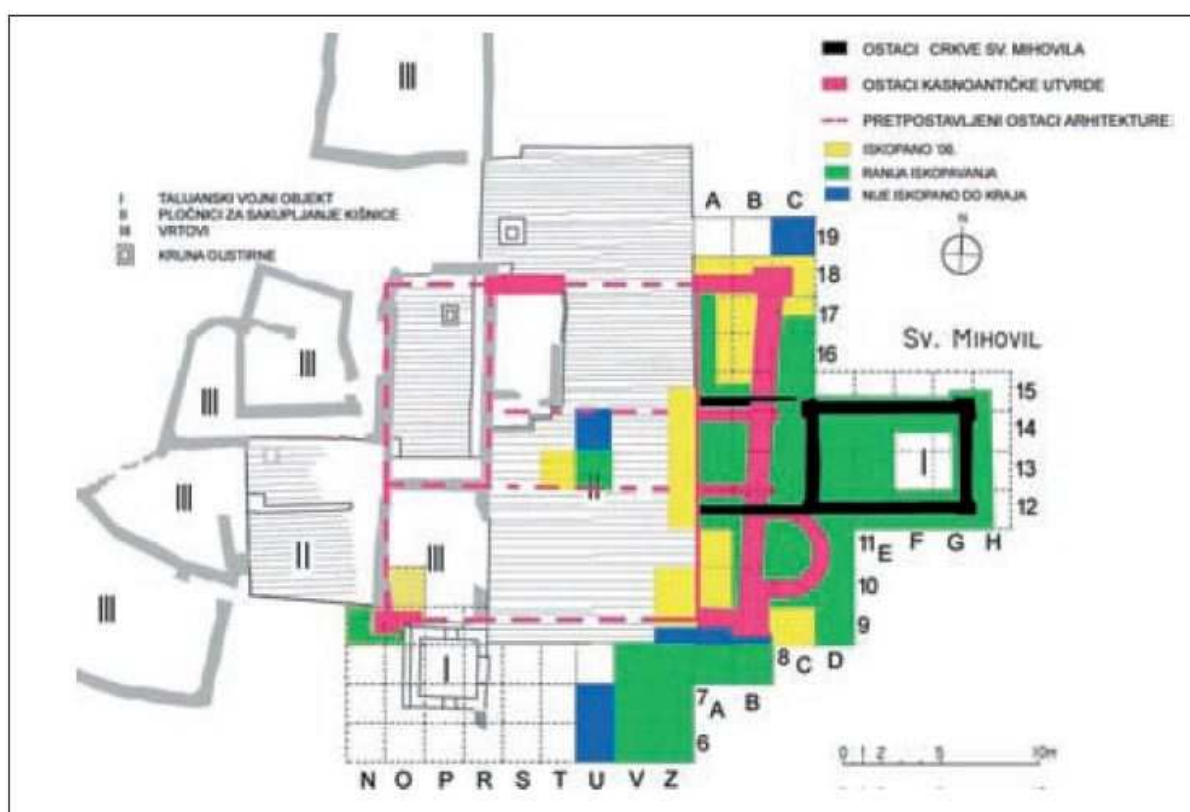 OSTACI CRKVE SV. MIHOVILA
OSTACI KASNOANTIČKE UTVRDE
PRETPOSTAVLJENI OSTACI ARHITEKTURE
ISKOPANO '08.
RANIJA ISKOPAVANJA
NIJE ISKOPANO DO KRAJA
I TALIJANSKI VOJNI OBJEKT
II PLOČNICI ZA SAKUPLJANJE KIŠNICE
III VRTOVI
KRUNA GUSTIRNE
N
III
A B C
19
18
17
16
SV. MIHOVIL
15
14
13
12
III
III
III
II
III
III
II
I
I
11 E F G H
10
9
8 C D
7 A B
6
N O P R S T U V Z
0 1 2 5 10m